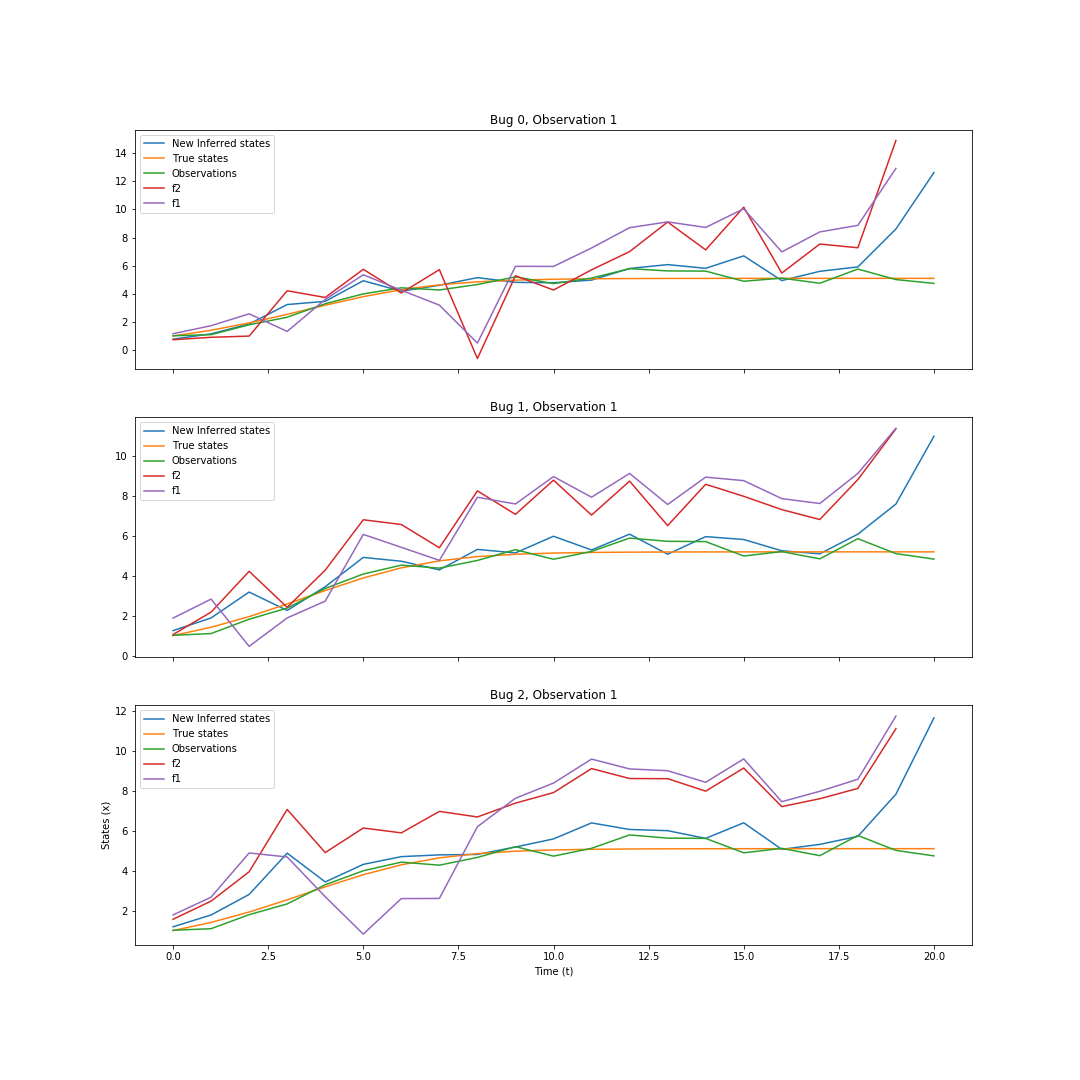 Bug 0, Observation 1
New Inferred states
True states
Observations
f2
f1
14
12
10
8
6
4
2
0
Bug 1, Observation 1
New Inferred states
True states
Observations
f2
f1
10
8
6
4
2
0
Bug 2, Observation 1
New Inferred states
True states
Observations
f2
f1
12
10
8
6
4
2
States (x)
0.0 2.5 5.0 7.5 10.0 12.5 15.0 17.5 20.0
Time (t)